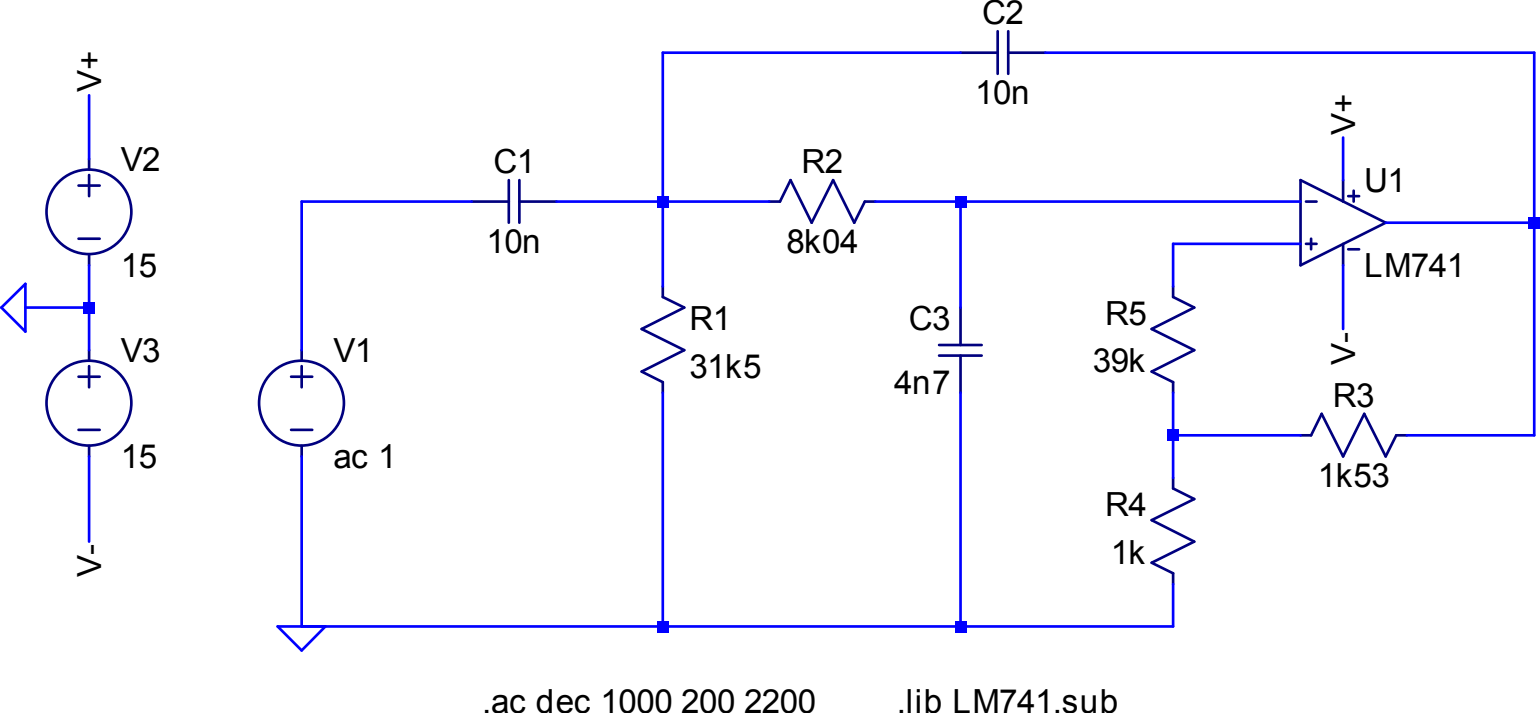 C2
10n
V+
V2
+
−
15
V3
+
−
15
V-
C1
10n
R2
8k04
V1
+
−
ac 1
R1
31k5
C3
4n7
V+
U1
−
+
+
−
LM741
V-
R5
39k
R3
1k53
R4
1k
.ac dec 1000 200 2200
.lib LM741.sub